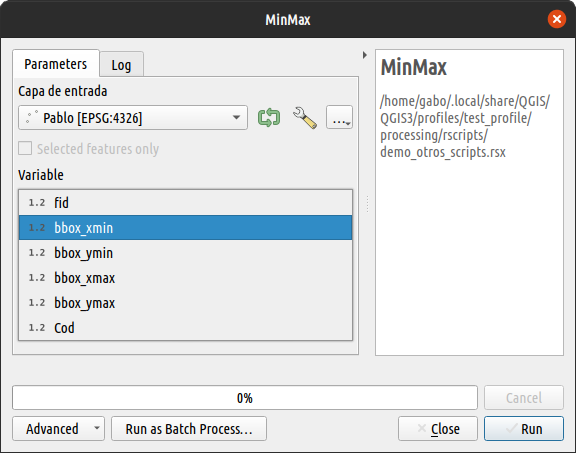 MinMax
Parameters
Log
Capa de entrada
Pablo [EPSG:4326]
...
Selected features only
Variable
1.2 fid
1.2 bbox_xmin
1.2 bbox_ymin
1.2 bbox_xmax
1.2 bbox_ymax
1.2 Cod
MinMax
/home/gabo/.local/share/QGIS/
QGIS3/profiles/test_profile/
processing/rscripts/
demo_otros_scripts.rsx
0%
Cancel
Advanced
Run as Batch Process...
Close
Run